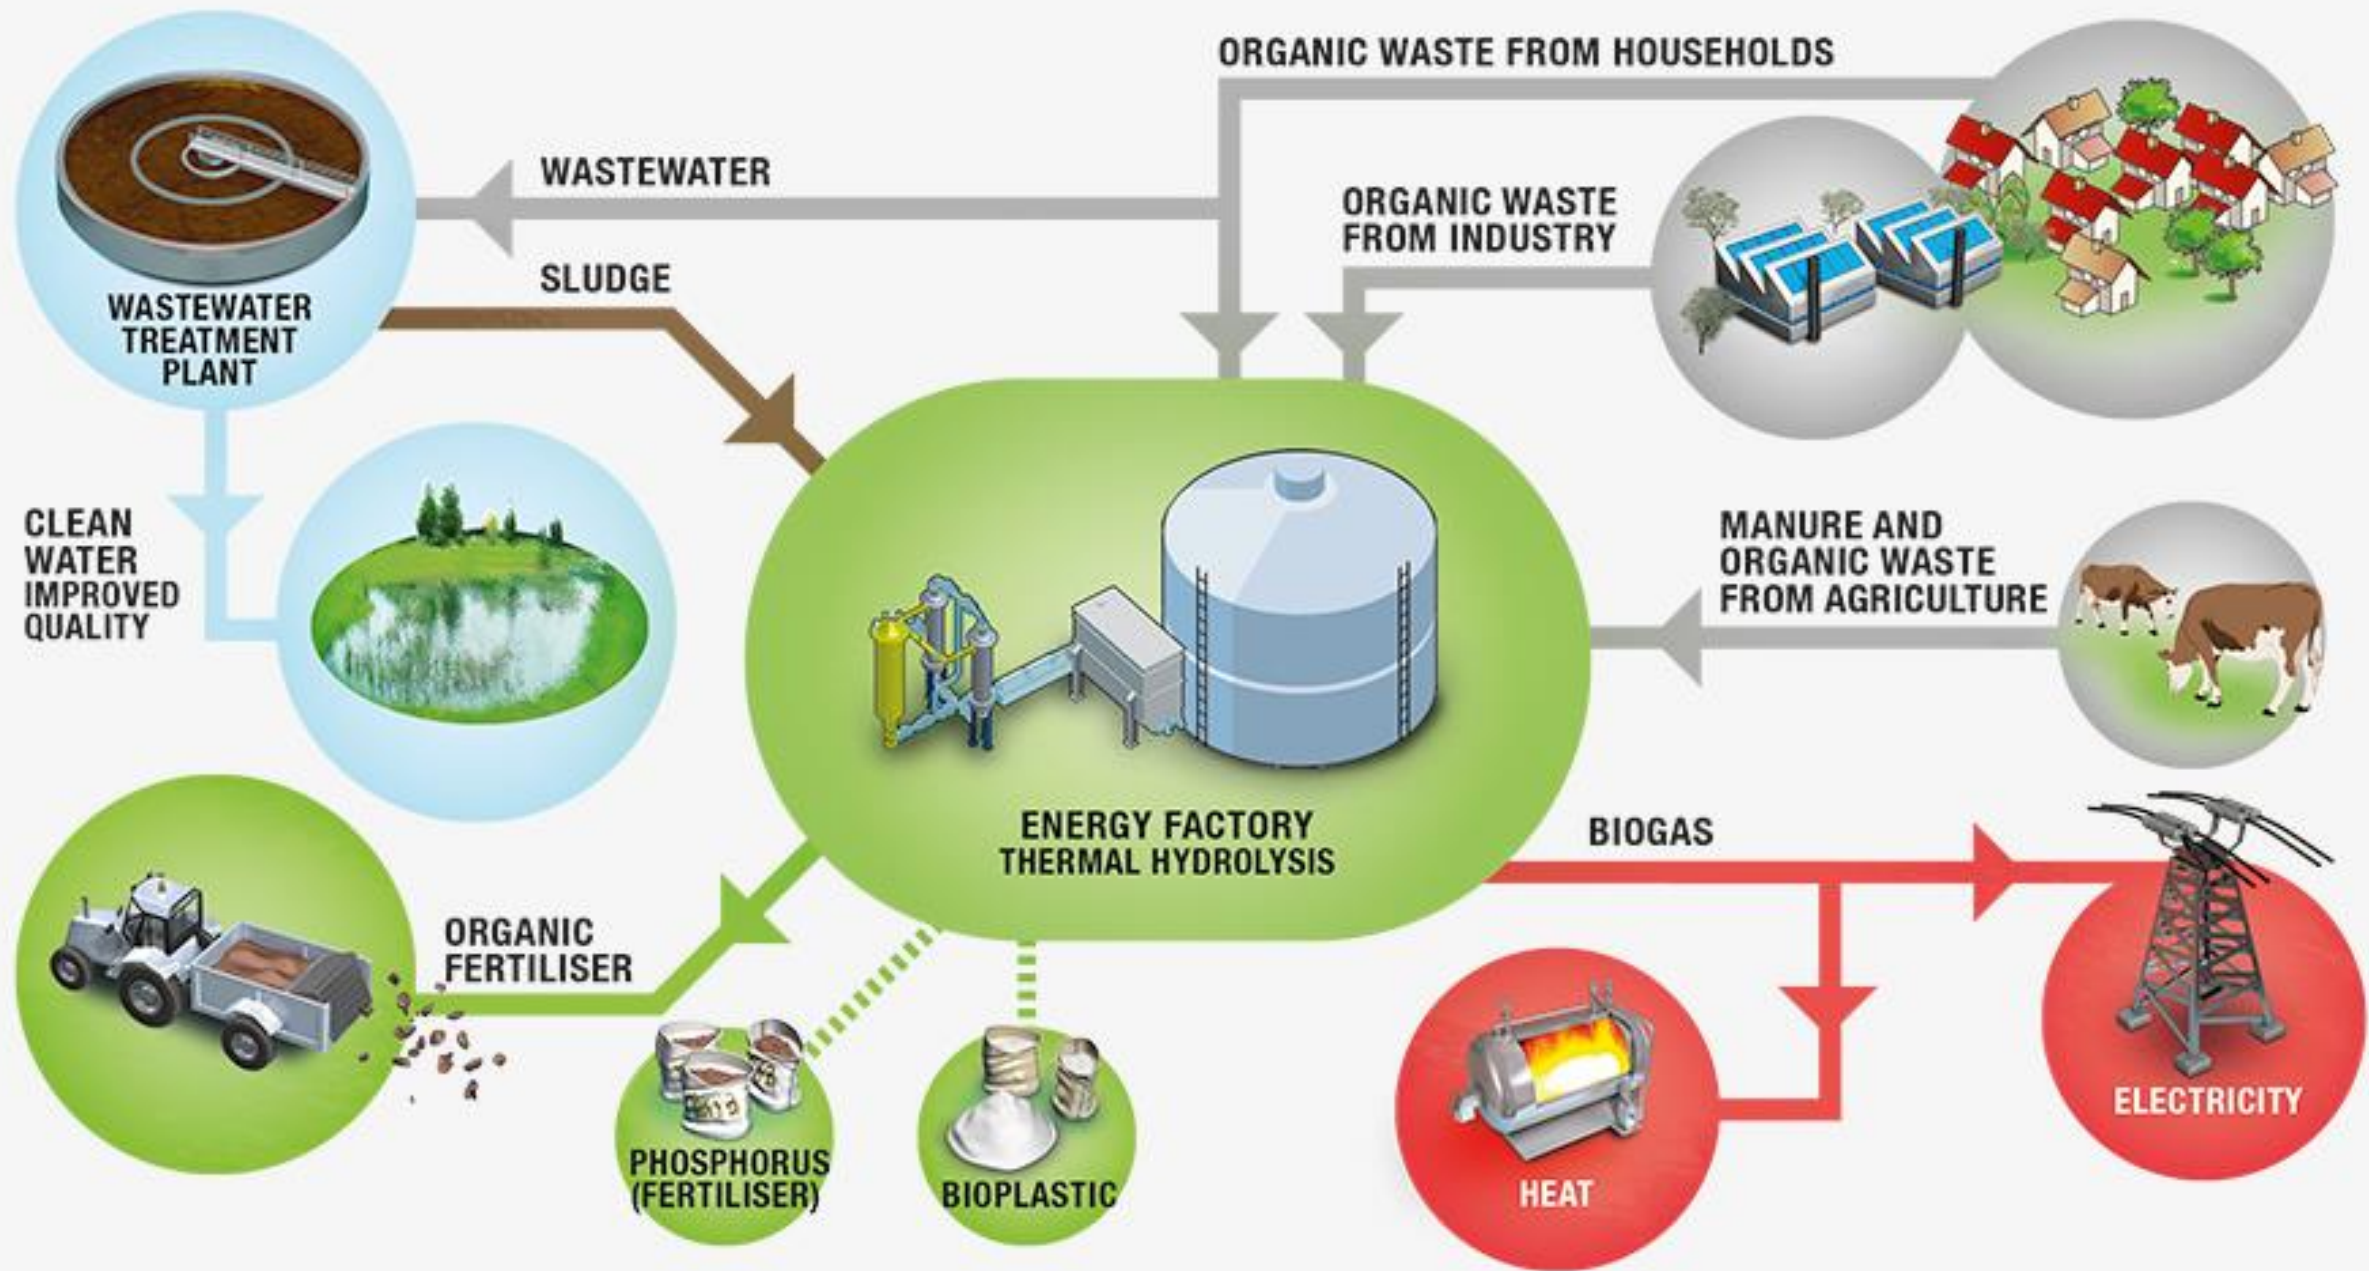 ORGANIC WASTE FROM HOUSEHOLDS
WASTEWATER
ORGANIC WASTE
FROM INDUSTRY
SLUDGE
WASTEWATER
TREATMENT
PLANT
CLEAN
WATER
IMPROVED
QUALITY
MANURE AND
ORGANIC WASTE
FROM AGRICULTURE
ENERGY FACTORY
THERMAL HYDROLYSIS
BIOGAS
ORGANIC
FERTILISER
ELECTRICITY
PHOSPHORUS
(FERTILISER)
BIOPLASTIC
HEAT